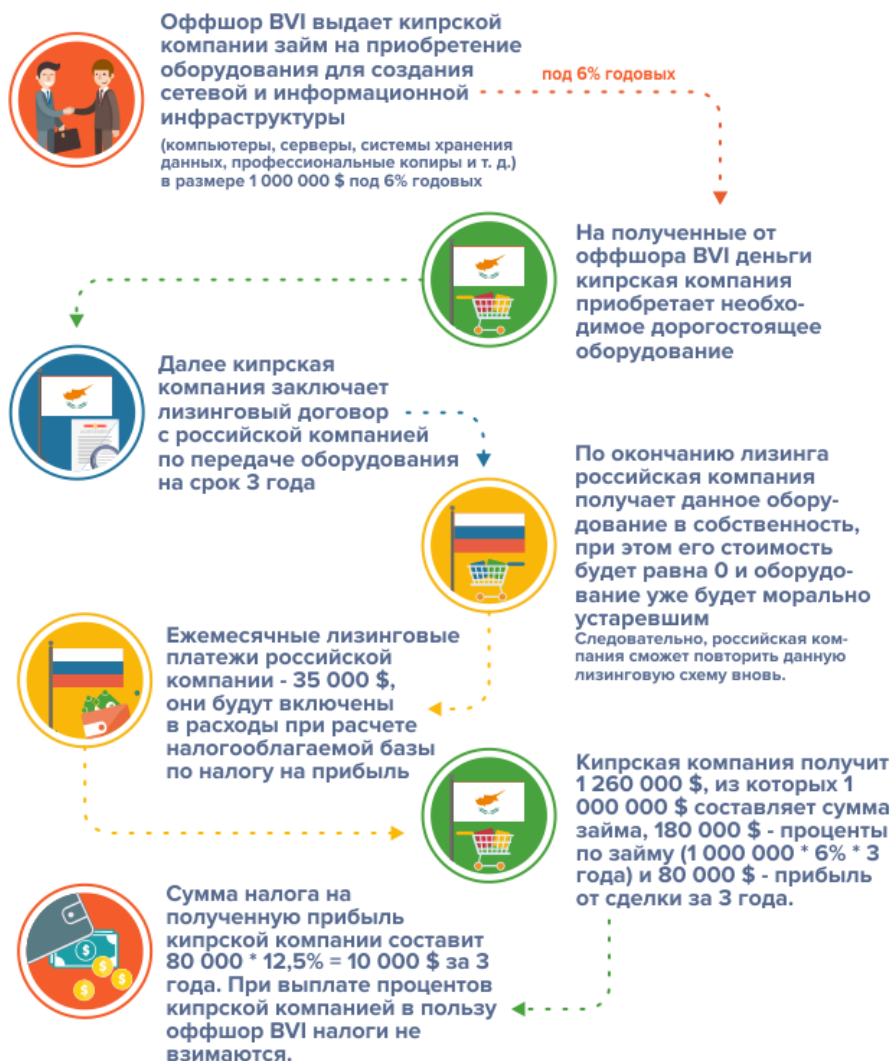 Оффшор BVI выдает кипрской
компании займ на приобретение
оборудования для создания
сетевой и информационной
инфраструктуры
(компьютеры, серверы, системы хранения
данных, профессиональные копиры и т. д.)
в размере 1 000 000 $ под 6% годовых
под 6% годовых
На полученные от
оффшора BVI деньги
кипрская компания
приобретает необхо-
димое дорогостоящее
оборудование
Далее кипрская
компания заключает
лизинговый договор
с российской компанией
по передаче оборудования
на срок 3 года
По окончанию лизинга
российская компания
получает данное обору-
дование в собственность,
при этом его стоимость
будет равна 0 и оборудо-
вание уже будет морально
устаревшим
Следовательно, российская ком-
пания сможет повторить данную
лизинговую схему вновь.
Ежемесячные лизинговые
платежи российской
компании - 35 000 $,
они будут включены
в расходы при расчете
налогооблагаемой базы
по налогу на прибыль
Кипрская компания получит
1 260 000 $, из которых 1
000 000 $ составляет сумма
займа, 180 000 $ - проценты
по займу (1 000 000 * 6% * 3
года) и 80 000 $ - прибыль
от сделки за 3 года.
Сумма налога на
полученную прибыль
кипрской компании составит
80 000 * 12,5% = 10 000 $ за 3
года. При выплате процентов
кипрской компанией в пользу
оффшор BVI налоги не
взимаются.